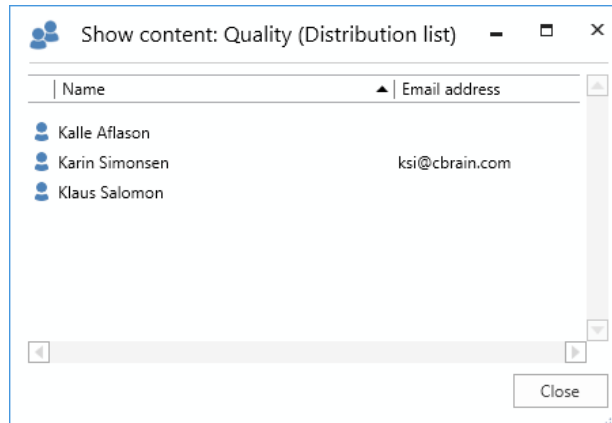 Show content: Quality (Distribution list)
Name Email address
Kalle Aflason
Karin Simonsen ksi@cbrain.com
Klaus Salomon
Close